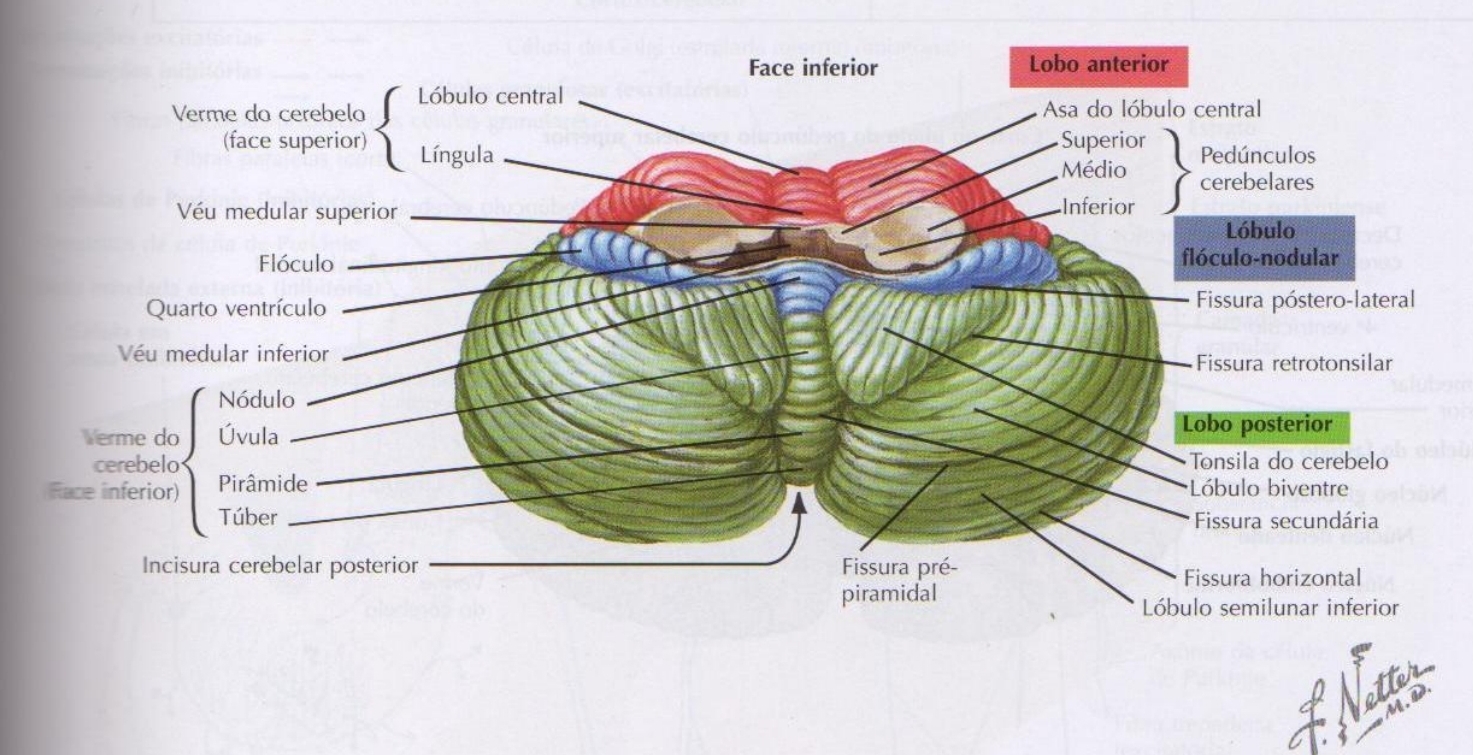 Face inferior
Lobo anterior
Verme do cerebelo
(face superior)
Lóbulo central
Língula
Véu medular superior
Flóculo
Quarto ventrículo
Véu medular inferior
Verme do
cerebelo
(Face inferior)
Nódulo
Úvula
Pirâmide
Túber
Incisura cerebelar posterior
Asa do lóbulo central
Superior
Médio
Inferior
Pedúnculos
cerebelares
Lóbulo
flóculo-nodular
Fissura póstero-lateral
Fissura retrotonsilar
Lobo posterior
Tonsila do cerebelo
Lóbulo biventre
Fissura secundária
Fissura horizontal
Lóbulo semilunar inferior
Fissura pré-
piramidal
F. Netter
M.D.